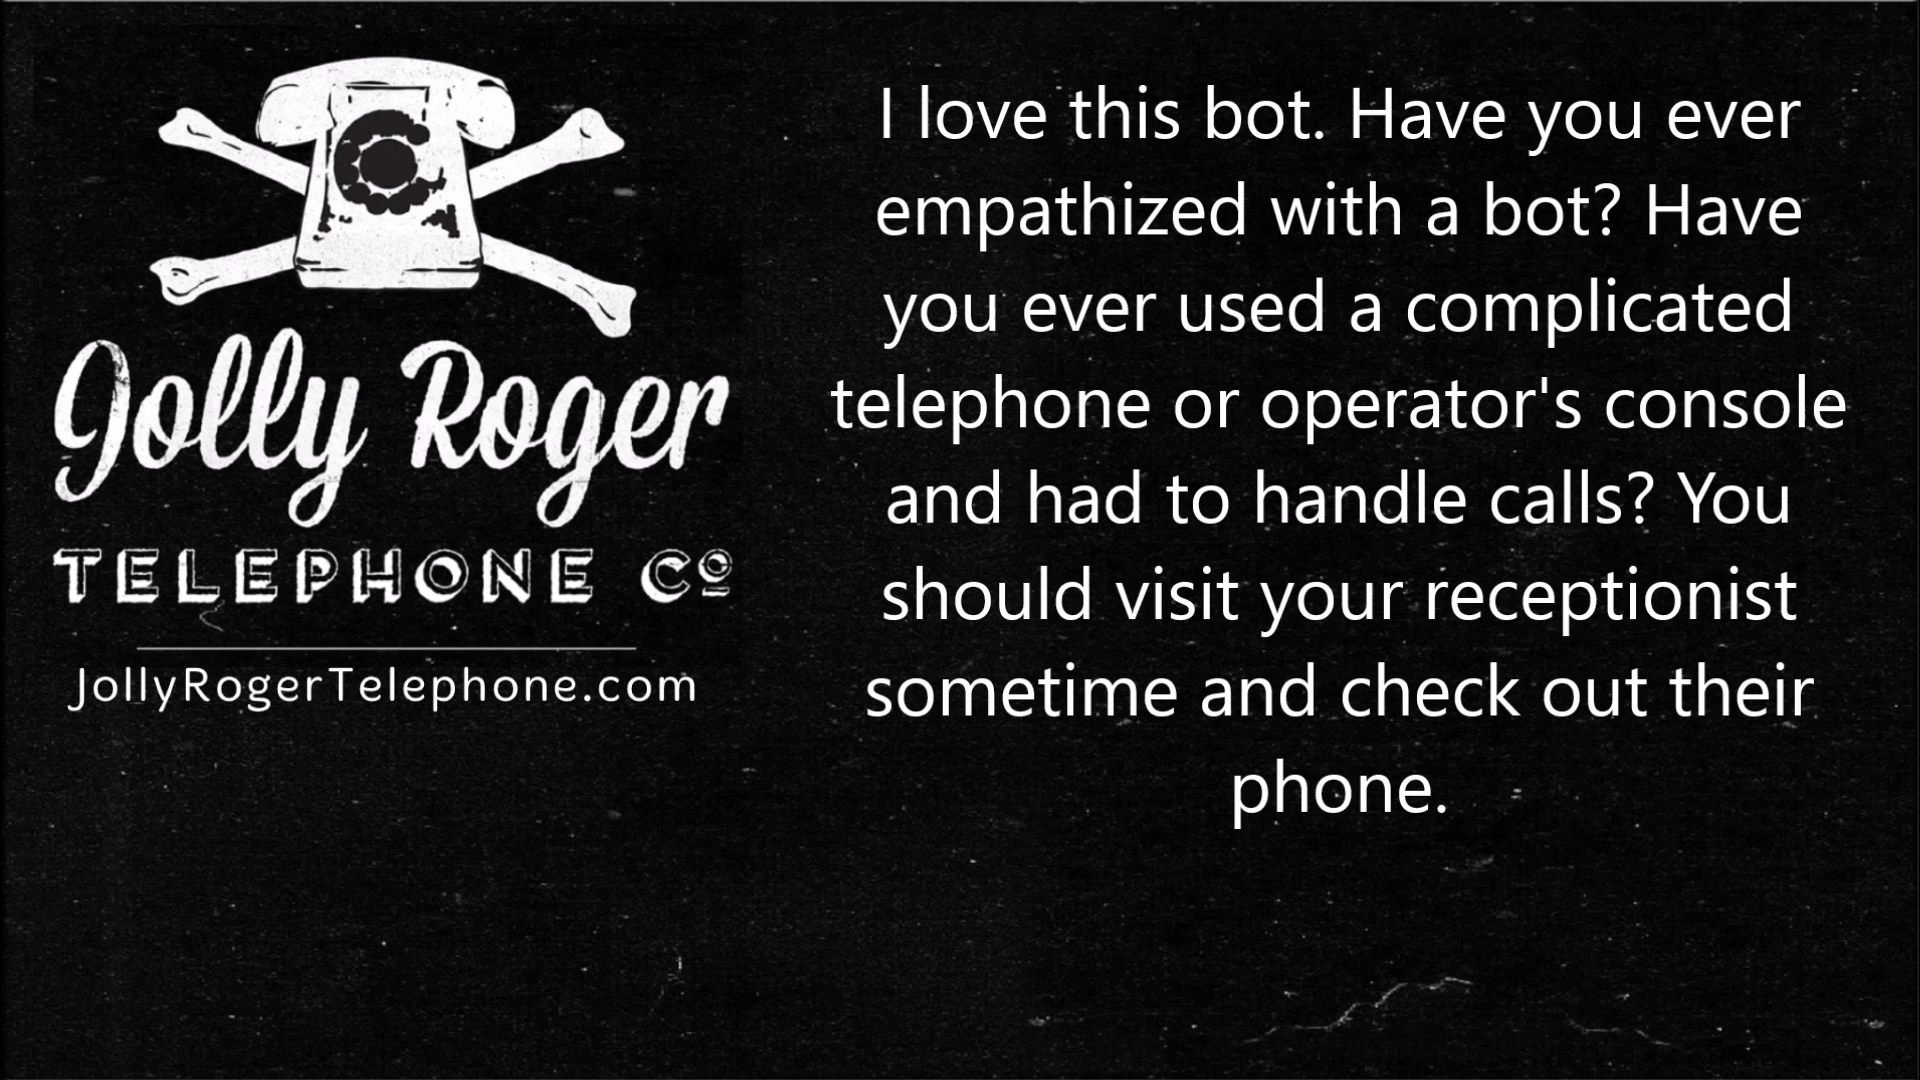 Jolly Roger
TELEPHONE Co
JollyRogerTelephone.com
I love this bot. Have you ever
empathized with a bot? Have
you ever used a complicated
telephone or operator's console
and had to handle calls? You
should visit your receptionist
sometime and check out their
phone.